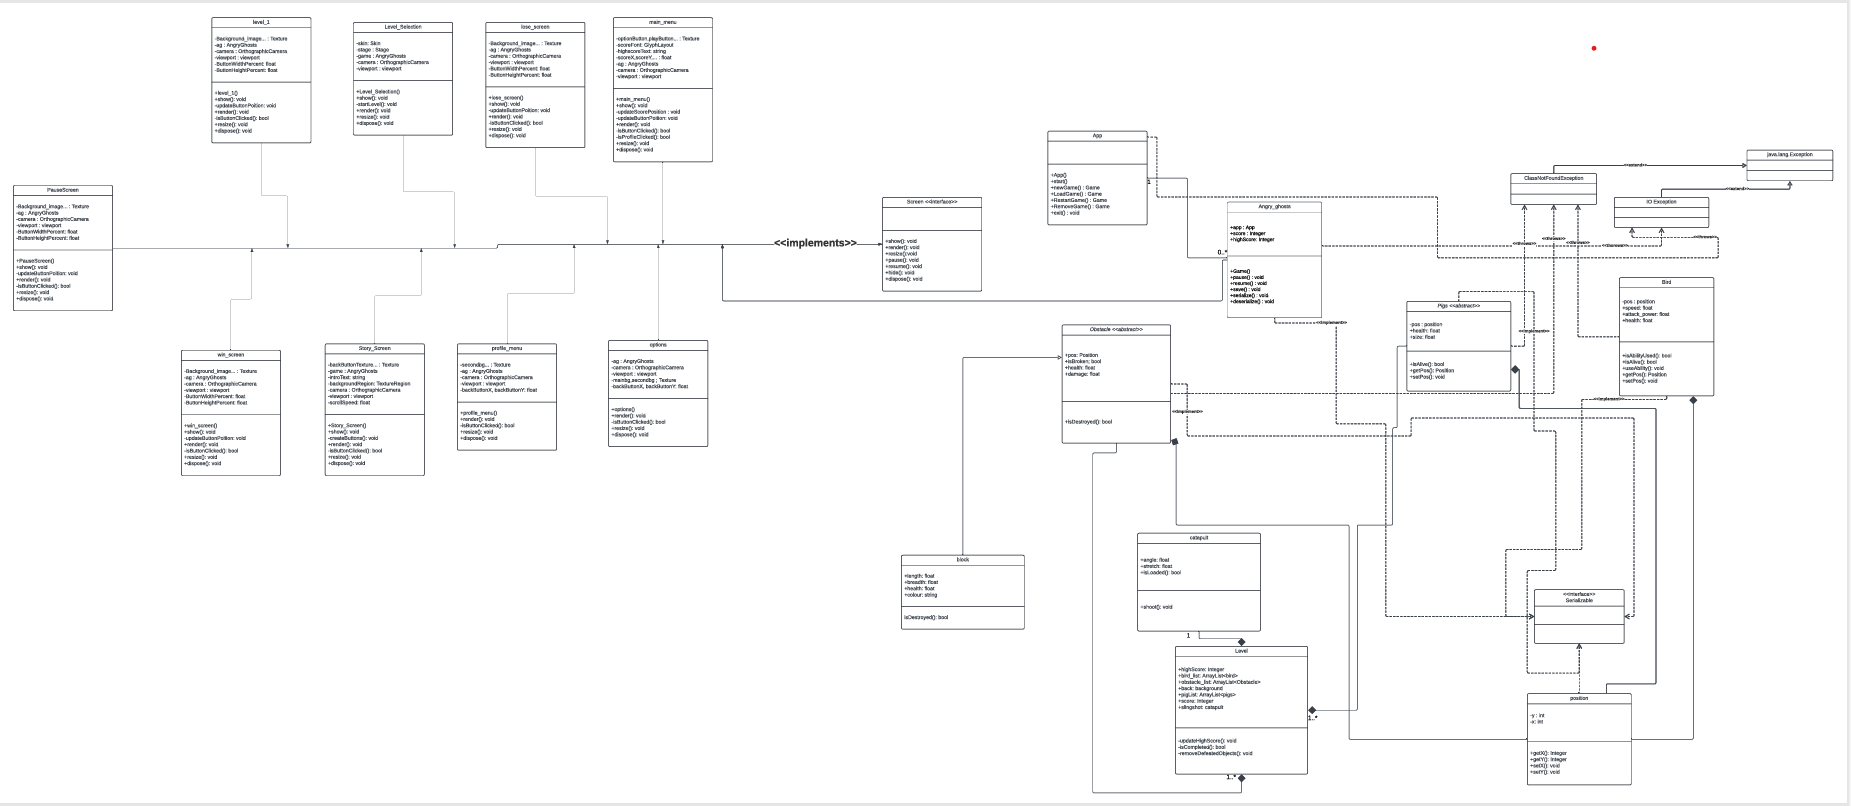 level_1
-Background_image... : Texture
-ag : AngryGhosts
-camera : OrthographicCamera
-viewport : viewport
-ButtonWidthPercent: float
-ButtonHeightPercent: float
+level_1()
+show(): void
-updateButtonPoition: void
+render(): void
-isButtonClicked(): bool
+resize(): void
+dispose(): void
Level_Selection
-skin: Skin
-stage : Stage
-game : AngryGhosts
-camera : OrthographicCamera
-viewport : viewport
+Level_Selection()
+show(): void
-startLevel(): void
+render(): void
+resize(): void
+dispose(): void
lose_screen
-Background_image... : Texture
-ag : AngryGhosts
-camera : OrthographicCamera
-viewport : viewport
-ButtonWidthPercent: float
-ButtonHeightPercent: float
+lose_screen()
+show(): void
-updateButtonPoition: void
+render(): void
-isButtonClicked(): bool
+resize(): void
+dispose(): void
main_menu
-optionButton,playButton... : Texture
-scoreFont: GlyphLayout
-highscoreText: string
-scoreX,scoreY,... : float
-ag : AngryGhosts
-camera : OrthographicCamera
-viewport : viewport
+main_menu()
+show(): void
-updateScorePosition : void
-updateButtonPoition: void
+render(): void
-isButtonClicked(): bool
-isProfileClicked(): bool
+resize(): void
+dispose(): void
PauseScreen
-Background_image... : Texture
-ag : AngryGhosts
-camera : OrthographicCamera
-viewport : viewport
-ButtonWidthPercent: float
-ButtonHeightPercent: float
+PauseScreen()
+show(): void
-updateButtonPoition: void
+render(): void
-isButtonClicked(): bool
+resize(): void
+dispose(): void
<<implements>>
Screen <<interface>>
+show(): void
+render(): void
+resize():void
+pause(): void
+resume(): void
+hide(): void
+dispose(): void
win_screen
-Background_image... : Texture
-ag : AngryGhosts
-camera : OrthographicCamera
-viewport : viewport
-ButtonWidthPercent: float
-ButtonHeightPercent: float
+win_screen()
+show(): void
-updateButtonPoition: void
+render(): void
-isButtonClicked(): bool
+resize(): void
+dispose(): void
Story_Screen
-backButtonTexture... : Texture
-game : AngryGhosts
-introText: string
-backgroundRegion: TextureRegion
-camera : OrthographicCamera
-viewport : viewport
-scrollSpeed: float
+Story_Screen()
+show(): void
-createButtons(): void
+render(): void
-isButtonClicked(): bool
+resize(): void
+dispose(): void
profile_menu
-secondbg... : Texture
-ag : AngryGhosts
-camera : OrthographicCamera
-viewport : viewport
-backButtonX, backButtonY: float
+profile_menu()
+render(): void
-isButtonClicked(): bool
+resize(): void
+dispose(): void
options
-ag : AngryGhosts
-camera : OrthographicCamera
-viewport : viewport
-mainbg,secondbg : Texture
-backButtonX, backButtonY: float
+options()
+render(): void
-isButtonClicked(): bool
+resize(): void
+dispose(): void
App
+App()
+start()
+newGame() : Game
+LoadGame() : Game
+RestartGame() : Game
+RemoveGame() : Game
+exit() : void
1
0..*
Angry_ghosts
+app : App
+score : Integer
+highScore: Integer
+Game()
+pause() : void
+resume() : void
+save() : void
+serialize() : void
+deserialize(): void
ClassNotFoundException
<<extend>>
java.lang.Exception
<<extend>>
IO Exception
<<throws>>
<<throws>>
<<throws>>
<<throws>>
<<throws>>
Bird
-pos : position
+speed: float
+attack_power: float
+health: float
+isAbilityUsed(): bool
+isAlive(): bool
+useAbility(): void
+getPos(): Position
+setPos(): void
Pigs <<abstract>>
-pos : position
+health: float
+size: float
+isAlive(): bool
+getPos(): Position
+setPos(): void
<<implement>>
<<implement>>
<<implement>>
<<implement>>
Obstacle <<abstract>>
+pos: Position
+isBroken: bool
+health: float
+damage: float
+isDestroyed(): bool
block
+length: float
+breadth: float
+health: float
+colour: string
isDestroyed(): bool
catapult
+angle: float
+stretch: float
+isLoaded(): bool
+shoot(): void
1
Level
+highScore: Integer
+bird_list: ArrayList<bird>
+obstacle_list: ArrayList<Obstacle>
+back: background
+pigList: ArrayList<pigs>
+score: Integer
+slingshot: catapult
-updateHighScore(): void
-isCompleted(): bool
-removeDefeatedObjects(): void
1..*
1..*
<<interface>>
Serializable
position
-y : int
-x: int
+getX(): Integer
+getY(): Integer
+setX(): void
+setY(): void